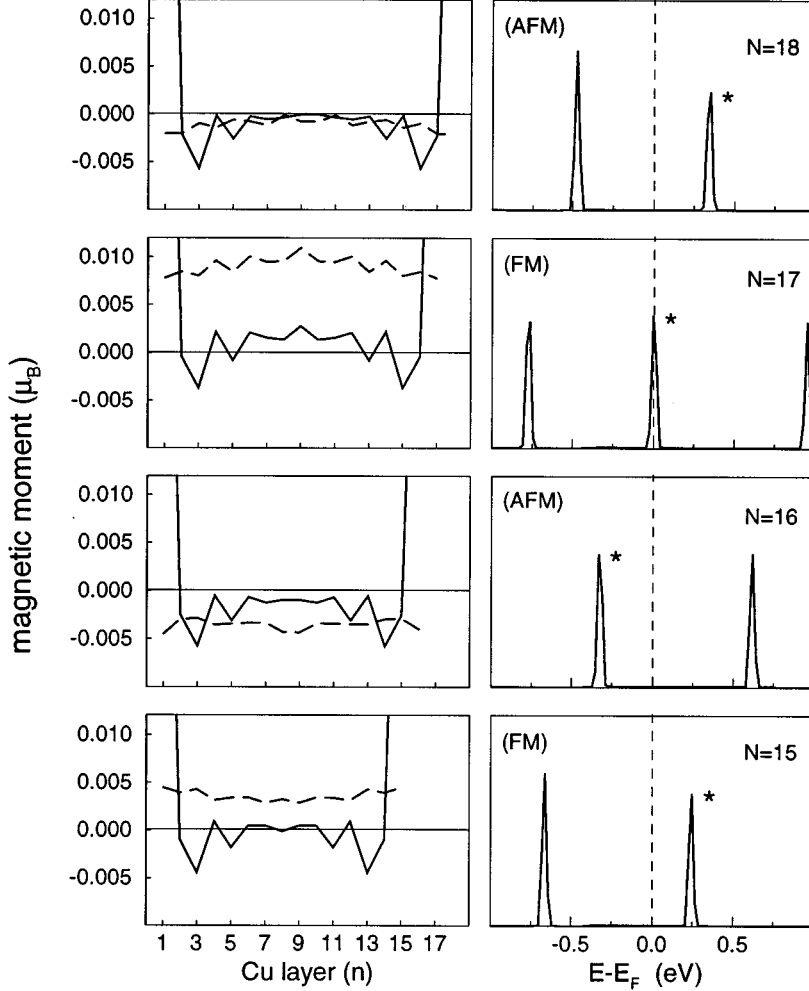 0.010
0.005
0.000
-0.005
(AFM)
N=18
*
0.010
0.005
0.000
-0.005
(FM)
N=17
*
magnetic moment (μB)
0.010
0.005
0.000
-0.005
(AFM)
N=16
*
0.010
0.005
0.000
-0.005
(FM)
N=15
*
1 3 5 7 9 11 13 15 17
Cu layer (n)
-0.5 0.0 0.5
E-EF (eV)